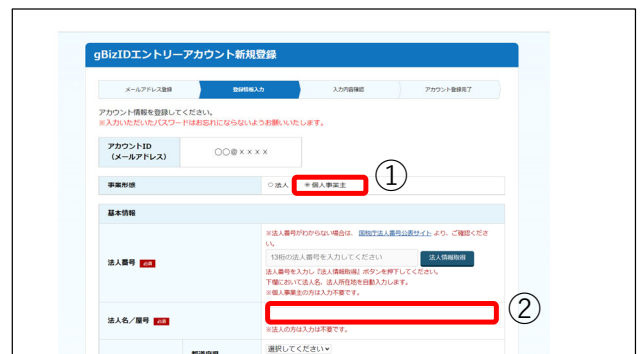 gBizIDエントリーアカウント新規登録
メールアドレス登録 登録情報入力 入力内容確認 アカウント登録完了
アカウント情報を登録してください。
※入力いただいたパスワードはお忘れにならないようお願いいたします。
アカウントID
（メールアドレス）
○○@××××
事業形態
法人 個人事業主
①
基本情報
※法人番号がわからない場合は、 国税庁法人番号公表サイト より、ご確認くださ
い。
法人番号 必須
13桁の法人番号を入力してください 法人情報取得
法人番号を入力し『法人情報取得』ボタンを押下してください。
下欄において法人名、法人所在地を自動入力します。
※個人事業主の方は入力不要です。
法人名／屋号 必須
②
※法人の方は入力は不要です。
都道府県 選択してください